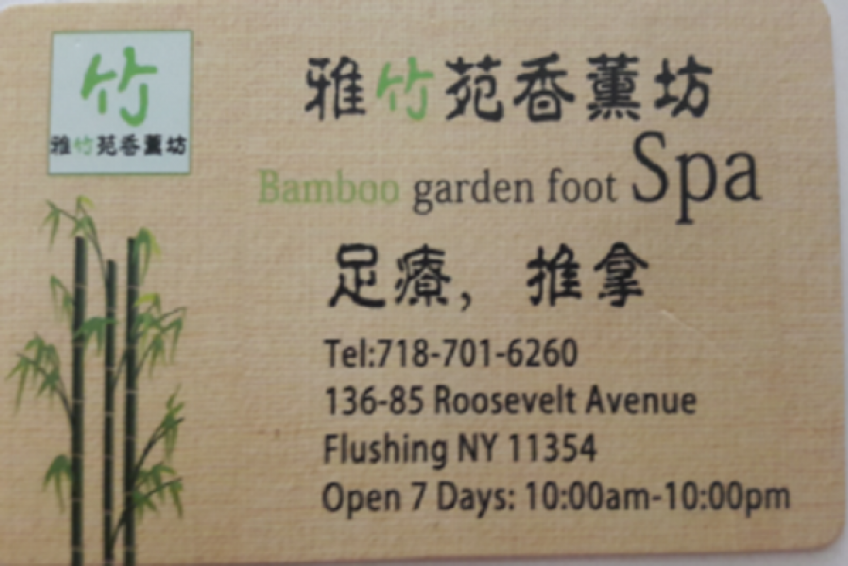 竹
雅竹苑香薰坊
雅竹苑香薰坊
Bamboo garden foot Spa
足療, 推拿
Tel:718-701-6260
136-85 Roosevelt Avenue
Flushing NY 11354
Open 7 Days: 10:00am-10:00pm